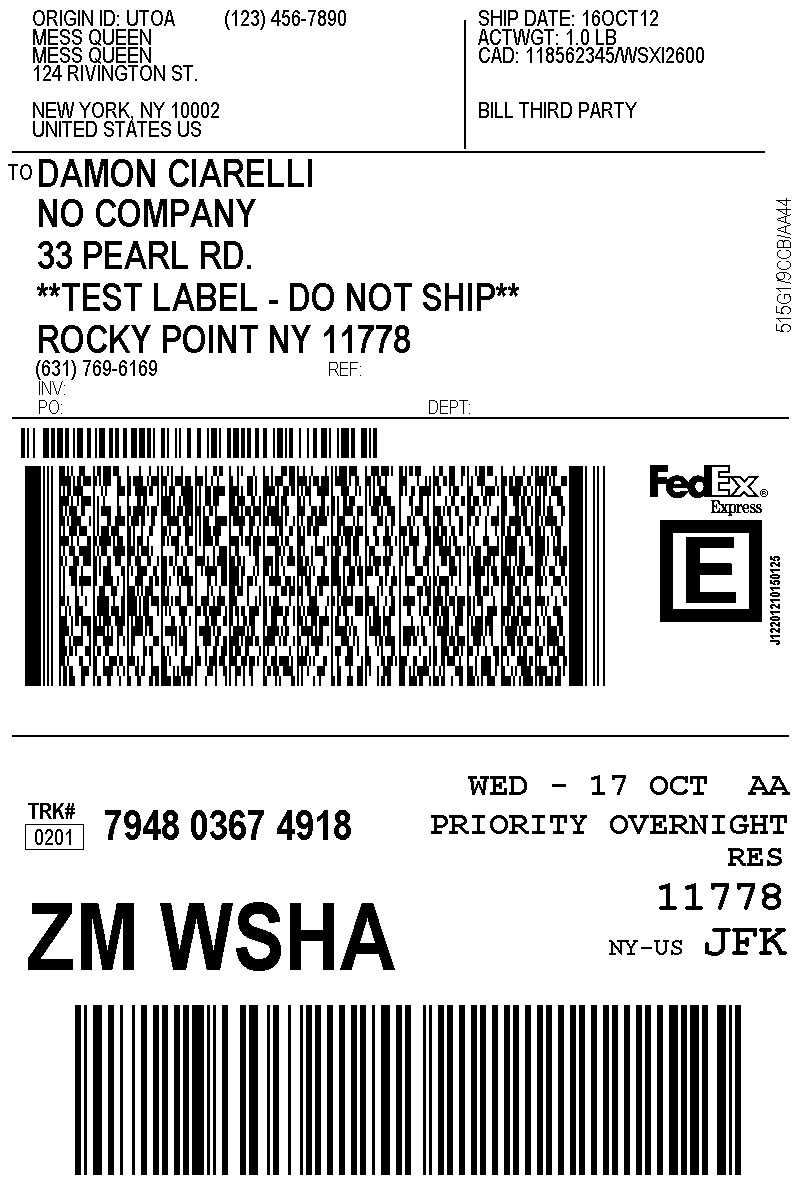 ORIGIN ID: UTOA (123) 456-7890
MESS QUEEN
MESS QUEEN
124 RIVINGTON ST.
NEW YORK, NY 10002
UNITED STATES US
SHIP DATE: 16OCT12
ACTWGT: 1.0 LB
CAD: 118562345/WSXI2600
BILL THIRD PARTY
TO DAMON CIARELLI
NO COMPANY
33 PEARL RD.
**TEST LABEL - DO NOT SHIP**
ROCKY POINT NY 11778
(631) 769-6169 REF:
INV:
PO: DEPT:
515G1/9CCB/AA44
FedEx®
Express
E
J12201210150125
WED - 17 OCT AA
TRK#
0201
7948 0367 4918
PRIORITY OVERNIGHT
RES
11778
ZM WSHA
NY-US JFK